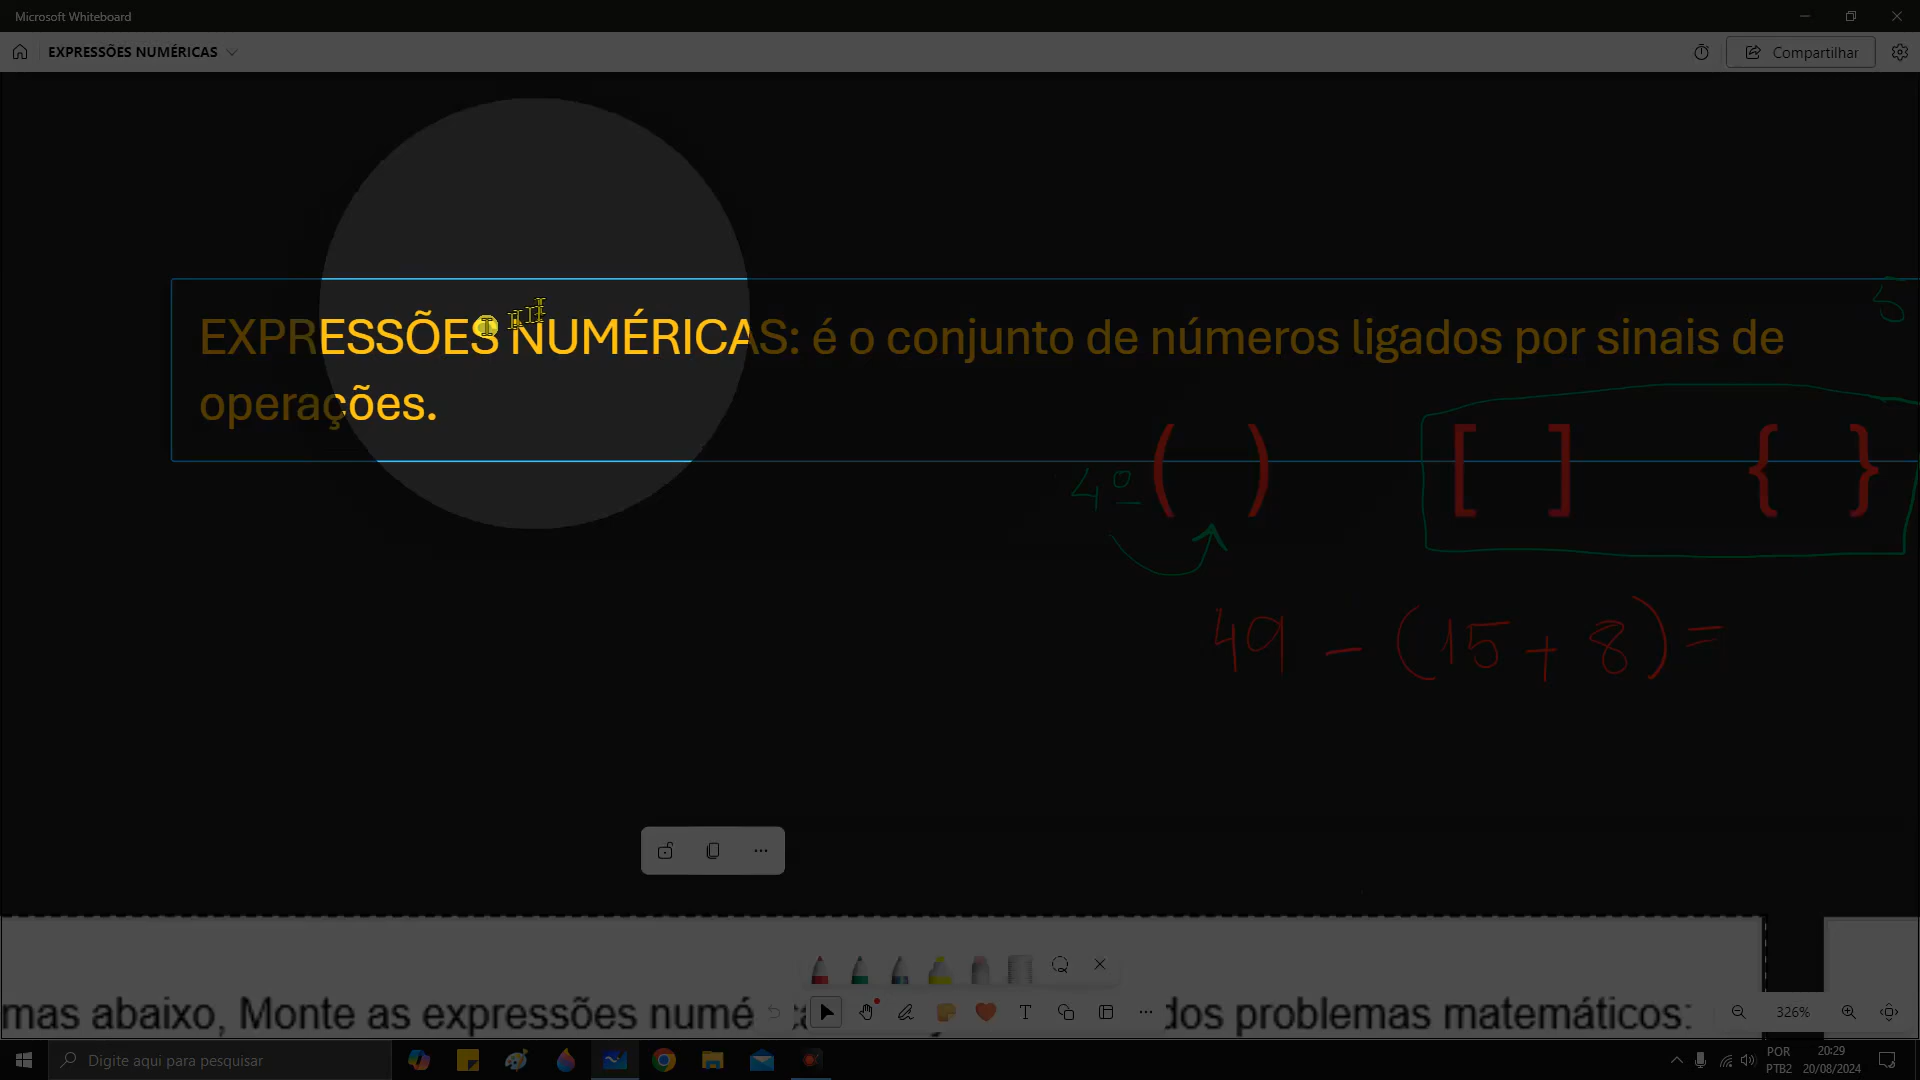 Microsoft Whiteboard
EXPRESSÕES NUMÉRICAS
Compartilhar
5
EXPRESSÕES NUMÉRICAS: é o conjunto de números ligados por sinais de
operações.
4º ( ) [ ] { }
49 - (15 + 8) =
mas abaixo, Monte as expressões numé
dos problemas matemáticos:
326%
Digite aqui para pesquisar
POR
PTB2
20:29
20/08/2024